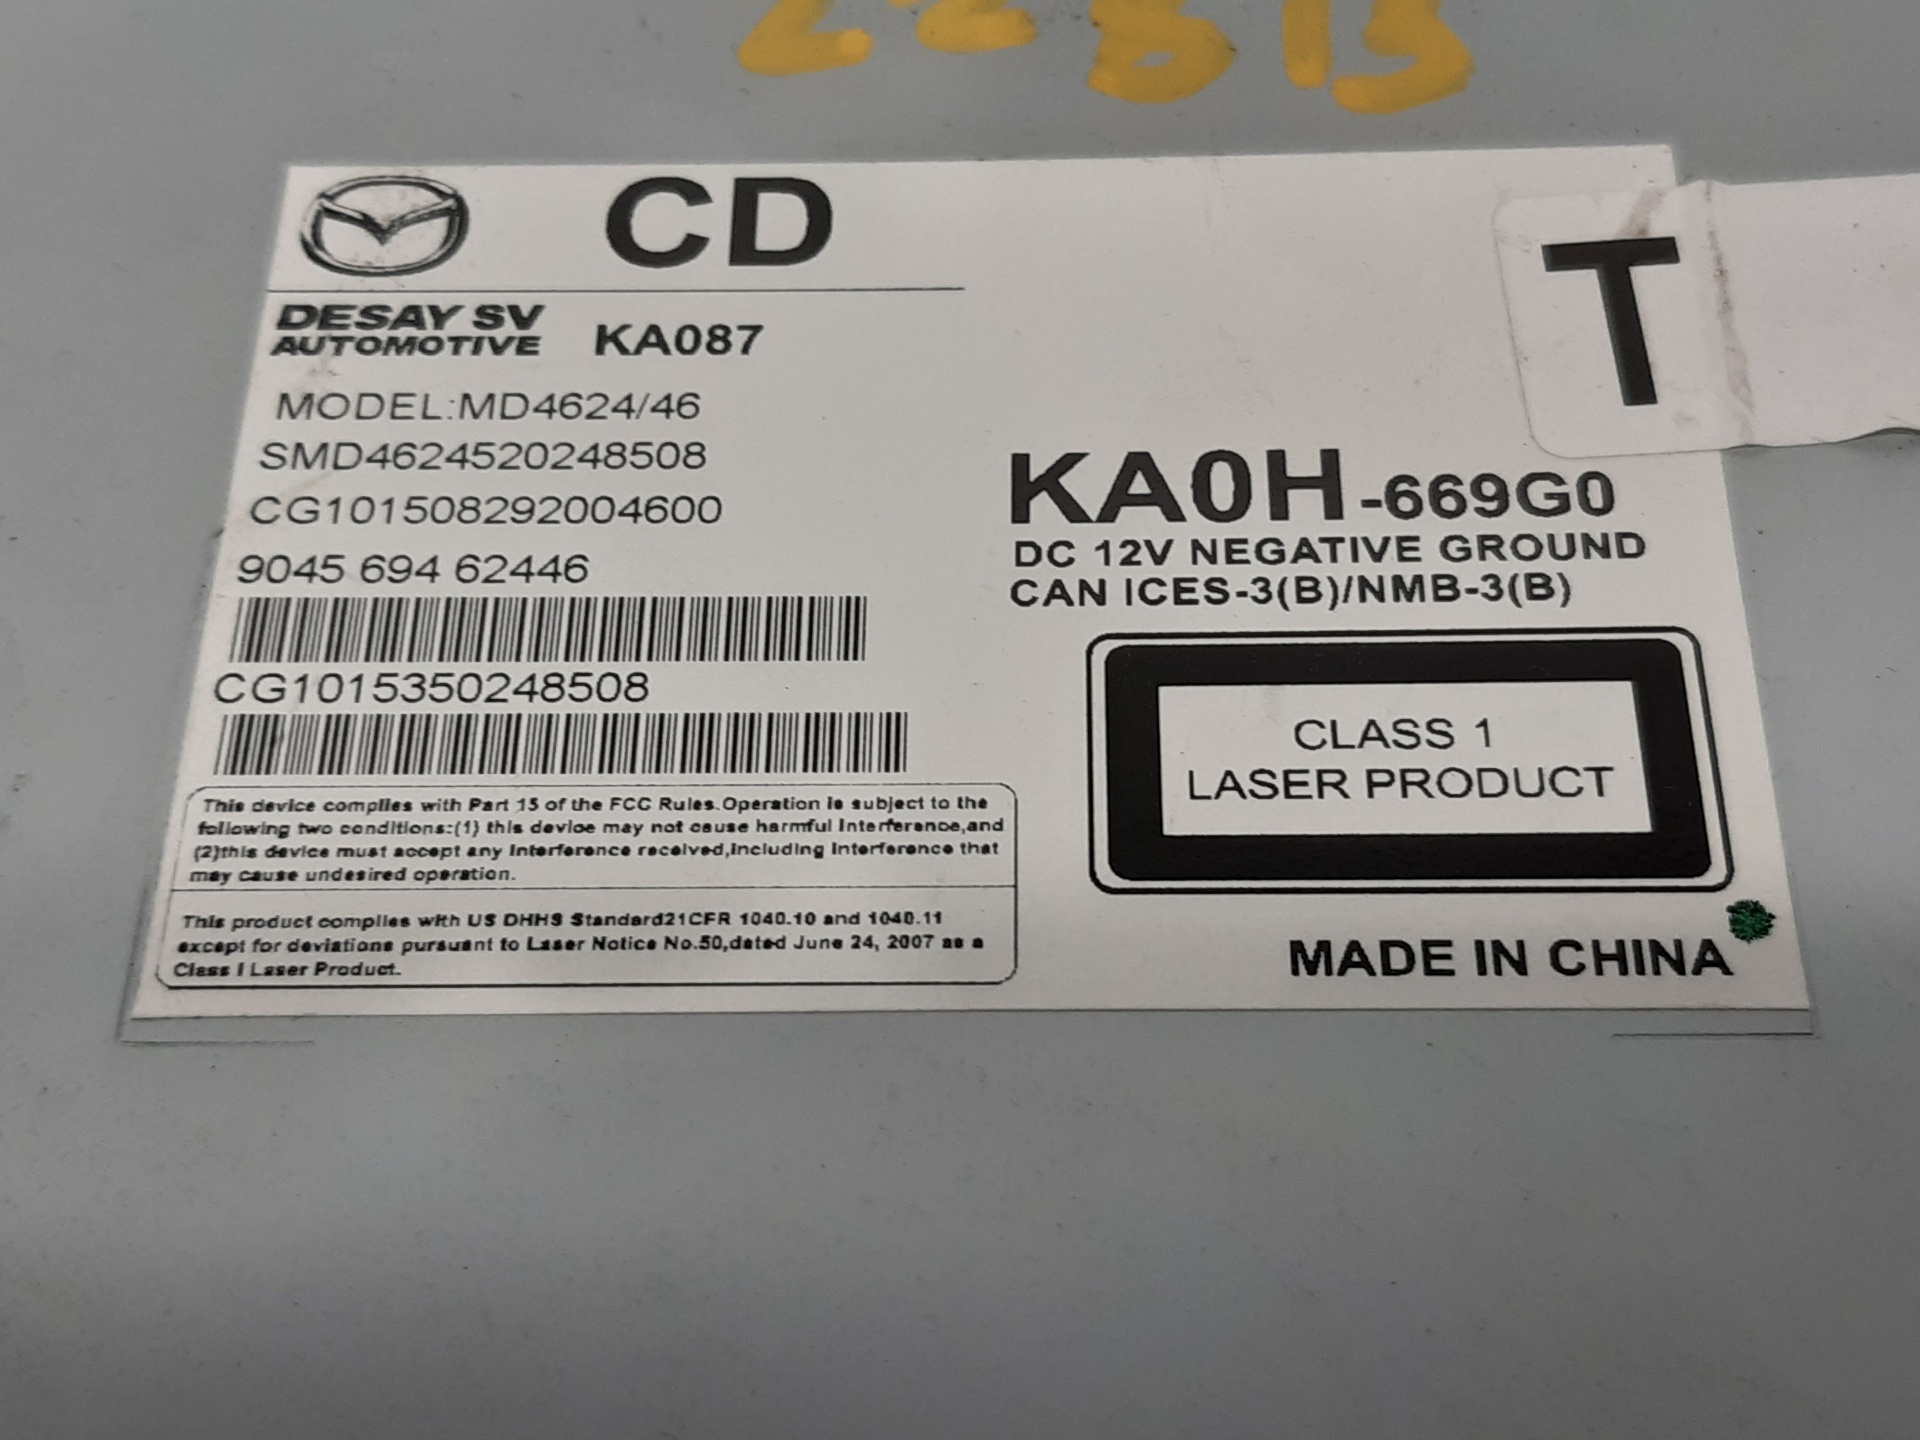 CD
T
DESAY SV
AUTOMOTIVE KA087
MODEL:MD4624/46
SMD4624520248508
CG101508292004600
9045 694 62446
CG1015350248508
KA0H-669G0
DC 12V NEGATIVE GROUND
CAN ICES-3(B)/NMB-3(B)
CLASS 1
LASER PRODUCT
This device complies with Part 15 of the FCC Rules.Operation is subject to the
following two conditions:(1) this device may not cause harmful interference,and
(2)this device must accept any interference received,including interference that
may cause undesired operation.
This product complies with US DHHS Standard21CFR 1040.10 and 1040.11
except for deviations pursuant to Laser Notice No.50,dated June 24, 2007 as a
Class I Laser Product.
MADE IN CHINA